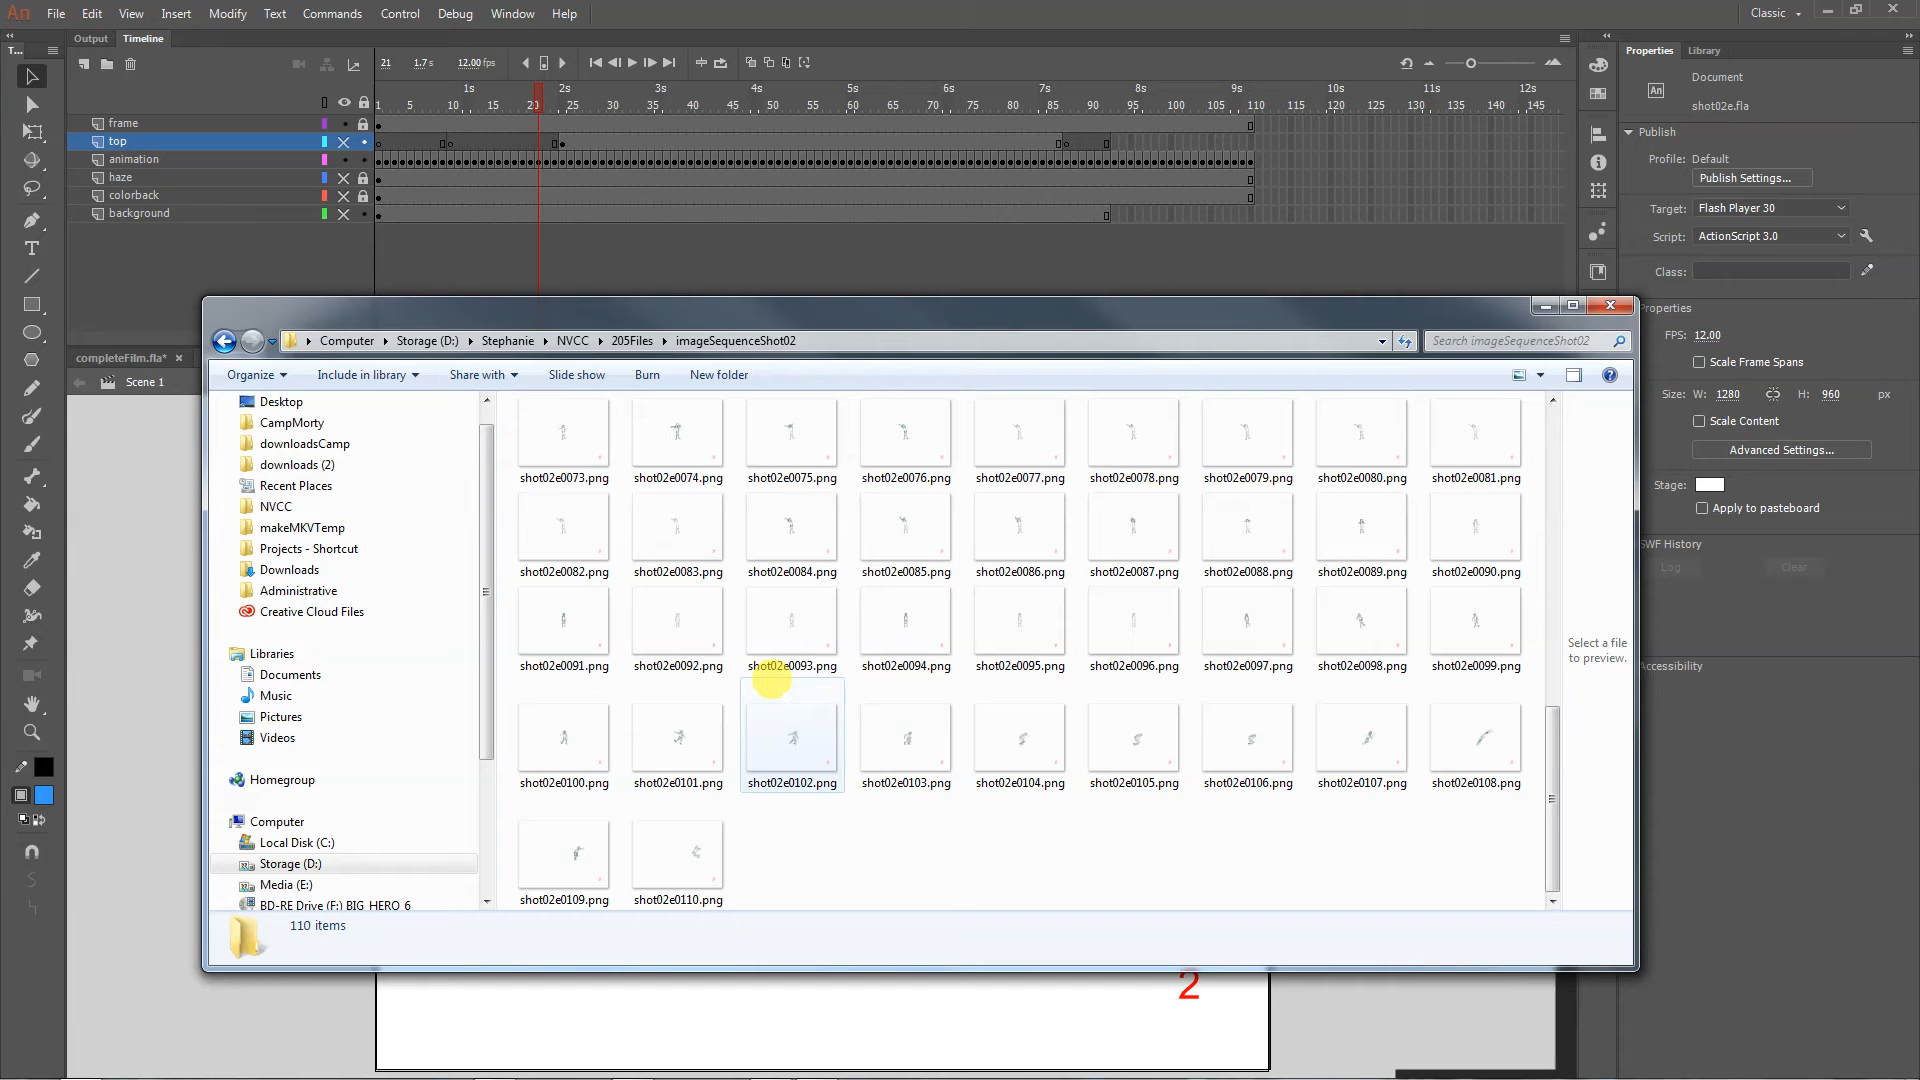 An File Edit View Insert Modify Text Commands Control Debug Window Help Classic
Output Timeline
T...
21 1.7s 12.00 fps
1s 2s 3s 4s 5s 6s 7s 8s 9s 10s 11s 12s
1 5 10 15 20 25 30 35 40 45 50 55 60 65 70 75 80 85 90 95 100 105 110 115 120 125 130 135 140 145
frame
top
animation
haze
colorback
background
completeFilm.fla*
Scene 1
Computer Storage (D:) Stephanie NVCC 205Files imageSequenceShot02
Search imageSequenceShot02
Organize Include in library Share with Slide show Burn New folder
Desktop
CampMorty
downloadsCamp
downloads (2)
Recent Places
NVCC
makeMKVTemp
Projects - Shortcut
Downloads
Administrative
Creative Cloud Files
Libraries
Documents
Music
Pictures
Videos
Homegroup
Computer
Local Disk (C:)
Storage (D:)
Media (E:)
BD-RE Drive (F:) BIG_HERO_6
shot02e0073.png shot02e0074.png shot02e0075.png shot02e0076.png shot02e0077.png shot02e0078.png shot02e0079.png shot02e0080.png shot02e0081.png
shot02e0082.png shot02e0083.png shot02e0084.png shot02e0085.png shot02e0086.png shot02e0087.png shot02e0088.png shot02e0089.png shot02e0090.png
shot02e0091.png shot02e0092.png shot02e0093.png shot02e0094.png shot02e0095.png shot02e0096.png shot02e0097.png shot02e0098.png shot02e0099.png
shot02e0100.png shot02e0101.png shot02e0102.png shot02e0103.png shot02e0104.png shot02e0105.png shot02e0106.png shot02e0107.png shot02e0108.png
shot02e0109.png shot02e0110.png
Select a file
to preview.
110 items
2
Properties Library
Document
An
shot02e.fla
Publish
Profile: Default
Publish Settings...
Target: Flash Player 30
Script: ActionScript 3.0
Class:
Properties
FPS: 12.00
Scale Frame Spans
Size: W: 1280 H: 960 px
Scale Content
Advanced Settings...
Stage:
Apply to pasteboard
SWF History
Log Clear
Accessibility